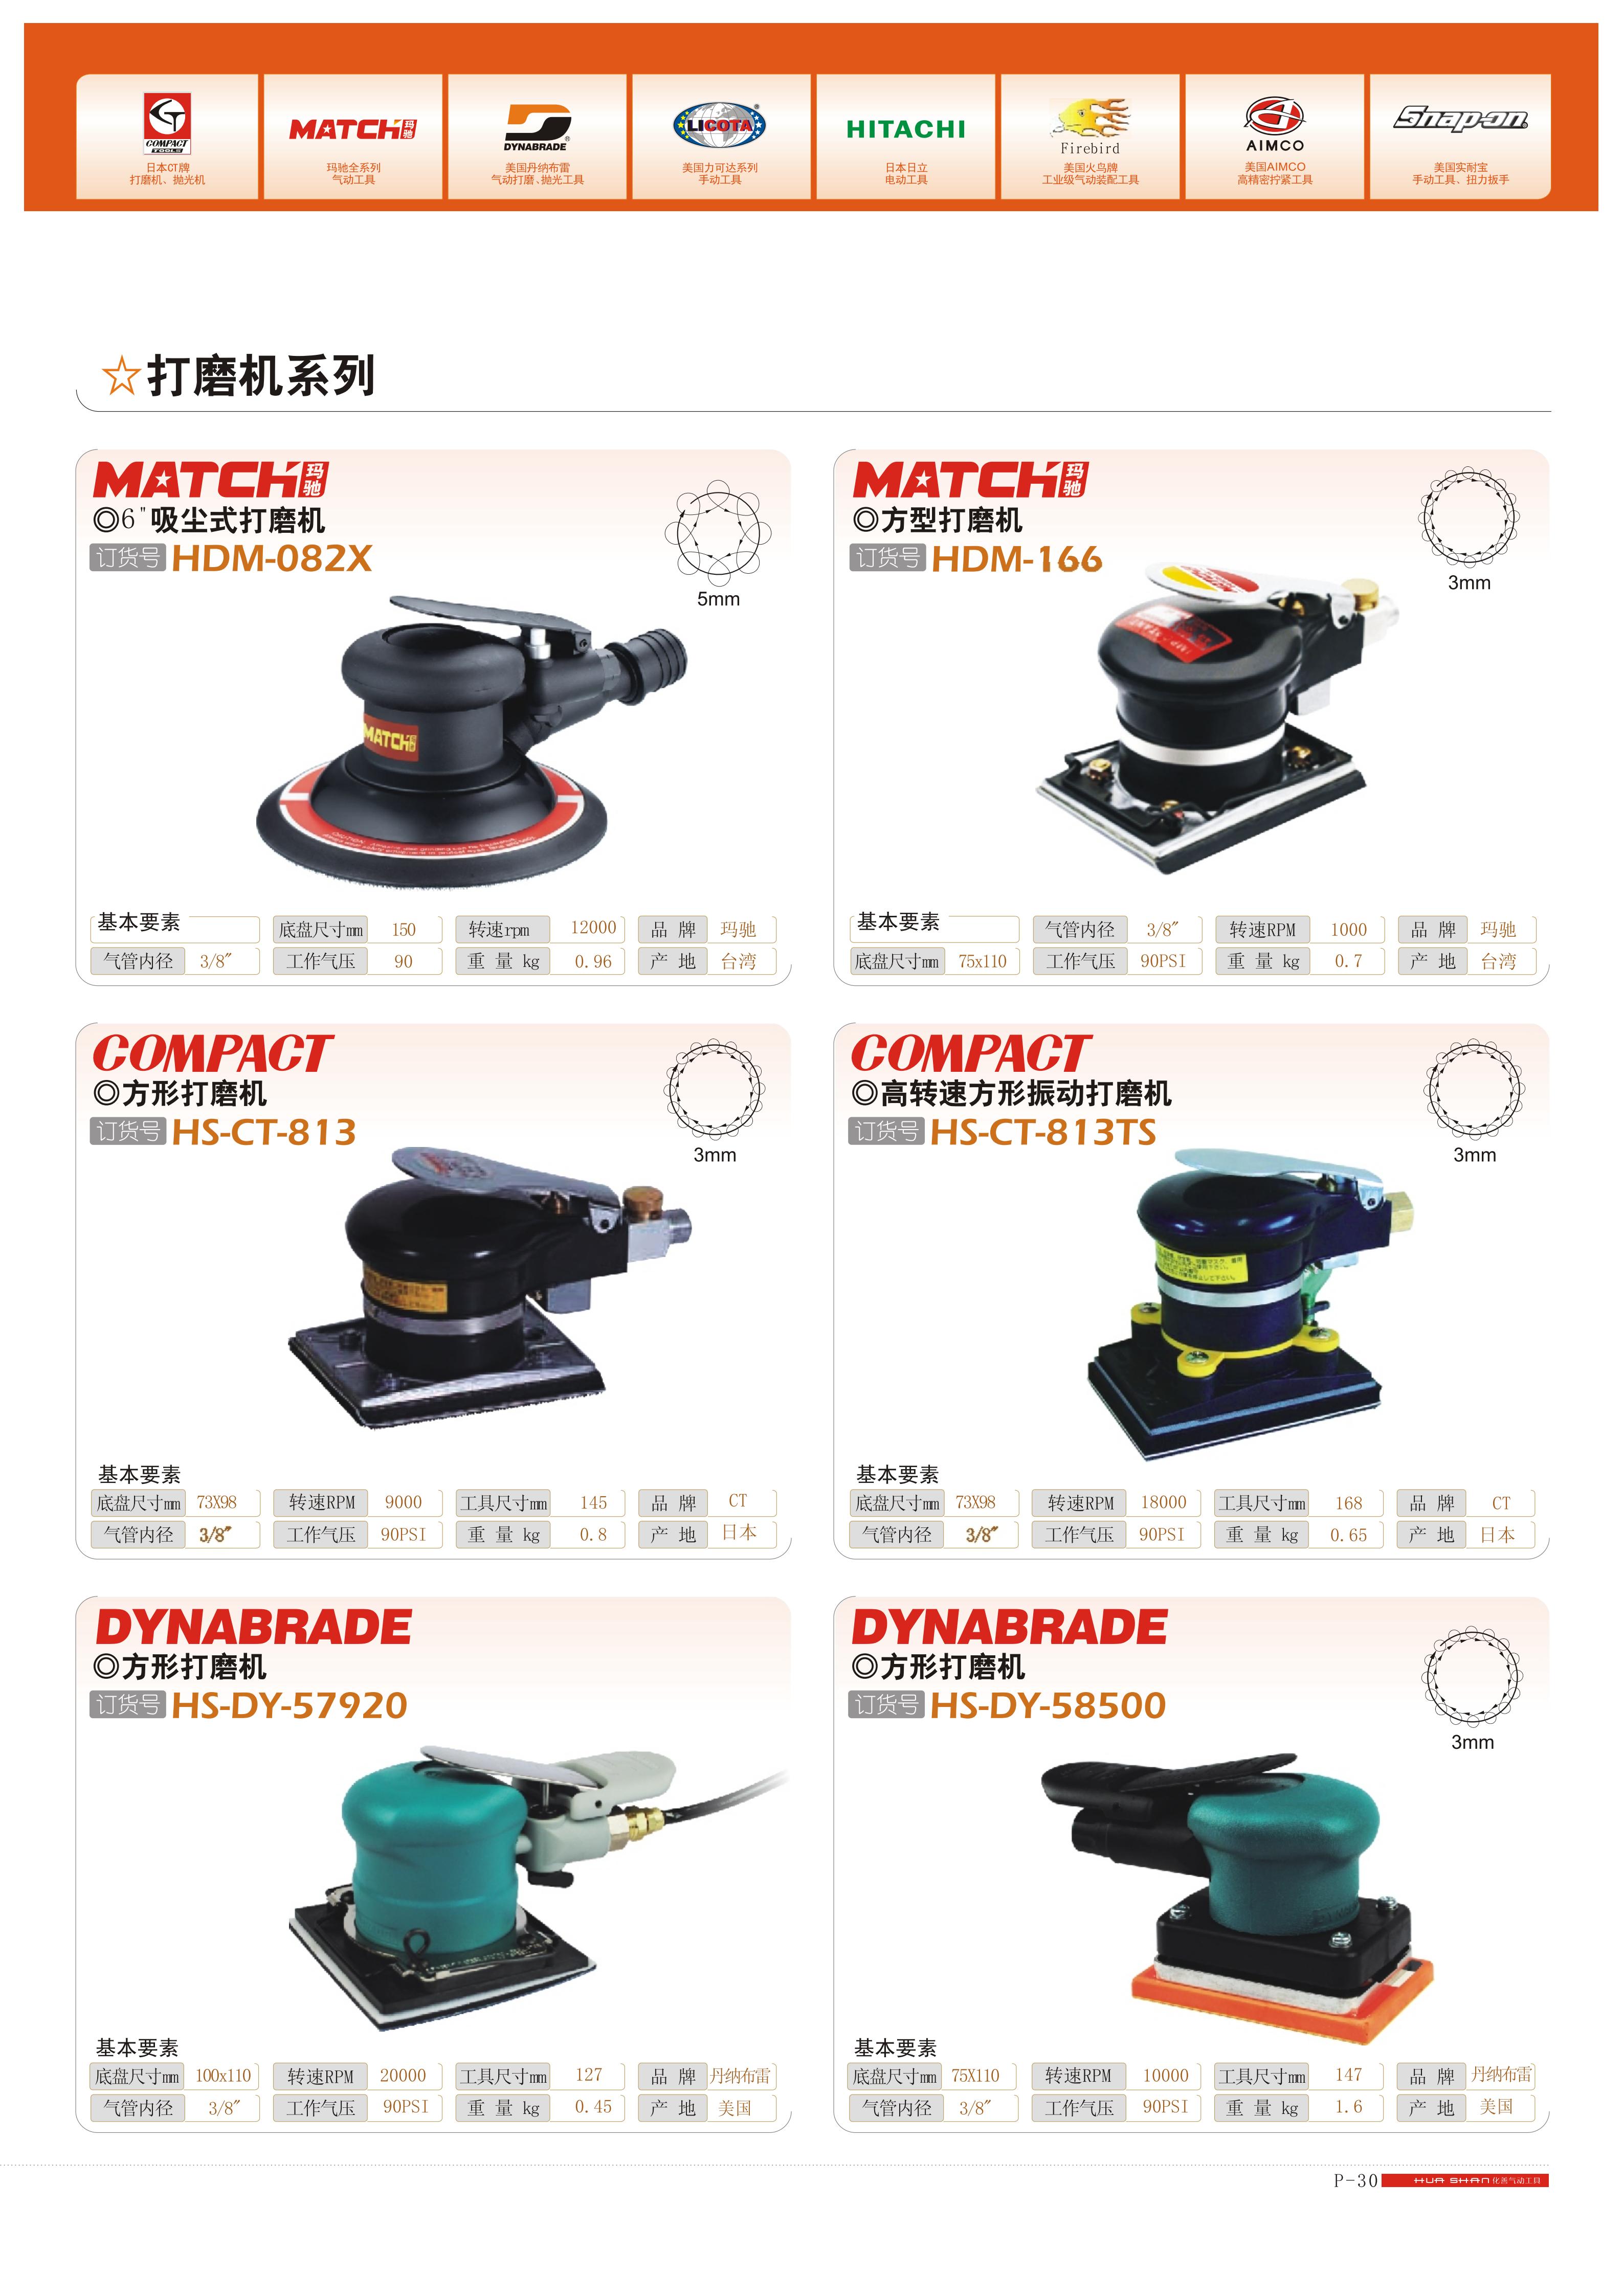 COMPACT
TOOLS
日本CT牌
打磨机、抛光机
MATCH 玛驰
玛驰全系列
气动工具
DYNABRADE
美国丹纳布雷
气动打磨、抛光工具
LICOTA
美国力可达系列
手动工具
HITACHI
日本日立
电动工具
Firebird
美国火鸟牌
工业级气动装配工具
AIMCO
美国AIMCO
高精密拧紧工具
Snap-on
美国实耐宝
手动工具、扭力扳手
☆打磨机系列
MATCH 玛驰
◎6"吸尘式打磨机
订货号 HDM-082X
5mm
MATCH
基本要素 底盘尺寸mm 150 转速rpm 12000 品 牌 玛驰
气管内径 3/8″ 工作气压 90 重 量 kg 0.96 产 地 台湾
MATCH 玛驰
◎方型打磨机
订货号 HDM-166
3mm
基本要素 气管内径 3/8″ 转速RPM 1000 品 牌 玛驰
底盘尺寸mm 75x110 工作气压 90PSI 重 量 kg 0.7 产 地 台湾
COMPACT
◎方形打磨机
订货号 HS-CT-813
3mm
基本要素
底盘尺寸mm 73X98 转速RPM 9000 工具尺寸mm 145 品 牌 CT
气管内径 3/8″ 工作气压 90PSI 重 量 kg 0.8 产 地 日本
COMPACT
◎高转速方形振动打磨机
订货号 HS-CT-813TS
3mm
基本要素
底盘尺寸mm 73X98 转速RPM 18000 工具尺寸mm 168 品 牌 CT
气管内径 3/8″ 工作气压 90PSI 重 量 kg 0.65 产 地 日本
DYNABRADE
◎方形打磨机
订货号 HS-DY-57920
基本要素
底盘尺寸mm 100x110 转速RPM 20000 工具尺寸mm 127 品 牌 丹纳布雷
气管内径 3/8″ 工作气压 90PSI 重 量 kg 0.45 产 地 美国
DYNABRADE
◎方形打磨机
订货号 HS-DY-58500
3mm
基本要素
底盘尺寸mm 75X110 转速RPM 10000 工具尺寸mm 147 品 牌 丹纳布雷
气管内径 3/8″ 工作气压 90PSI 重 量 kg 1.6 产 地 美国
P-30 HUA SHAN 化善气动工具